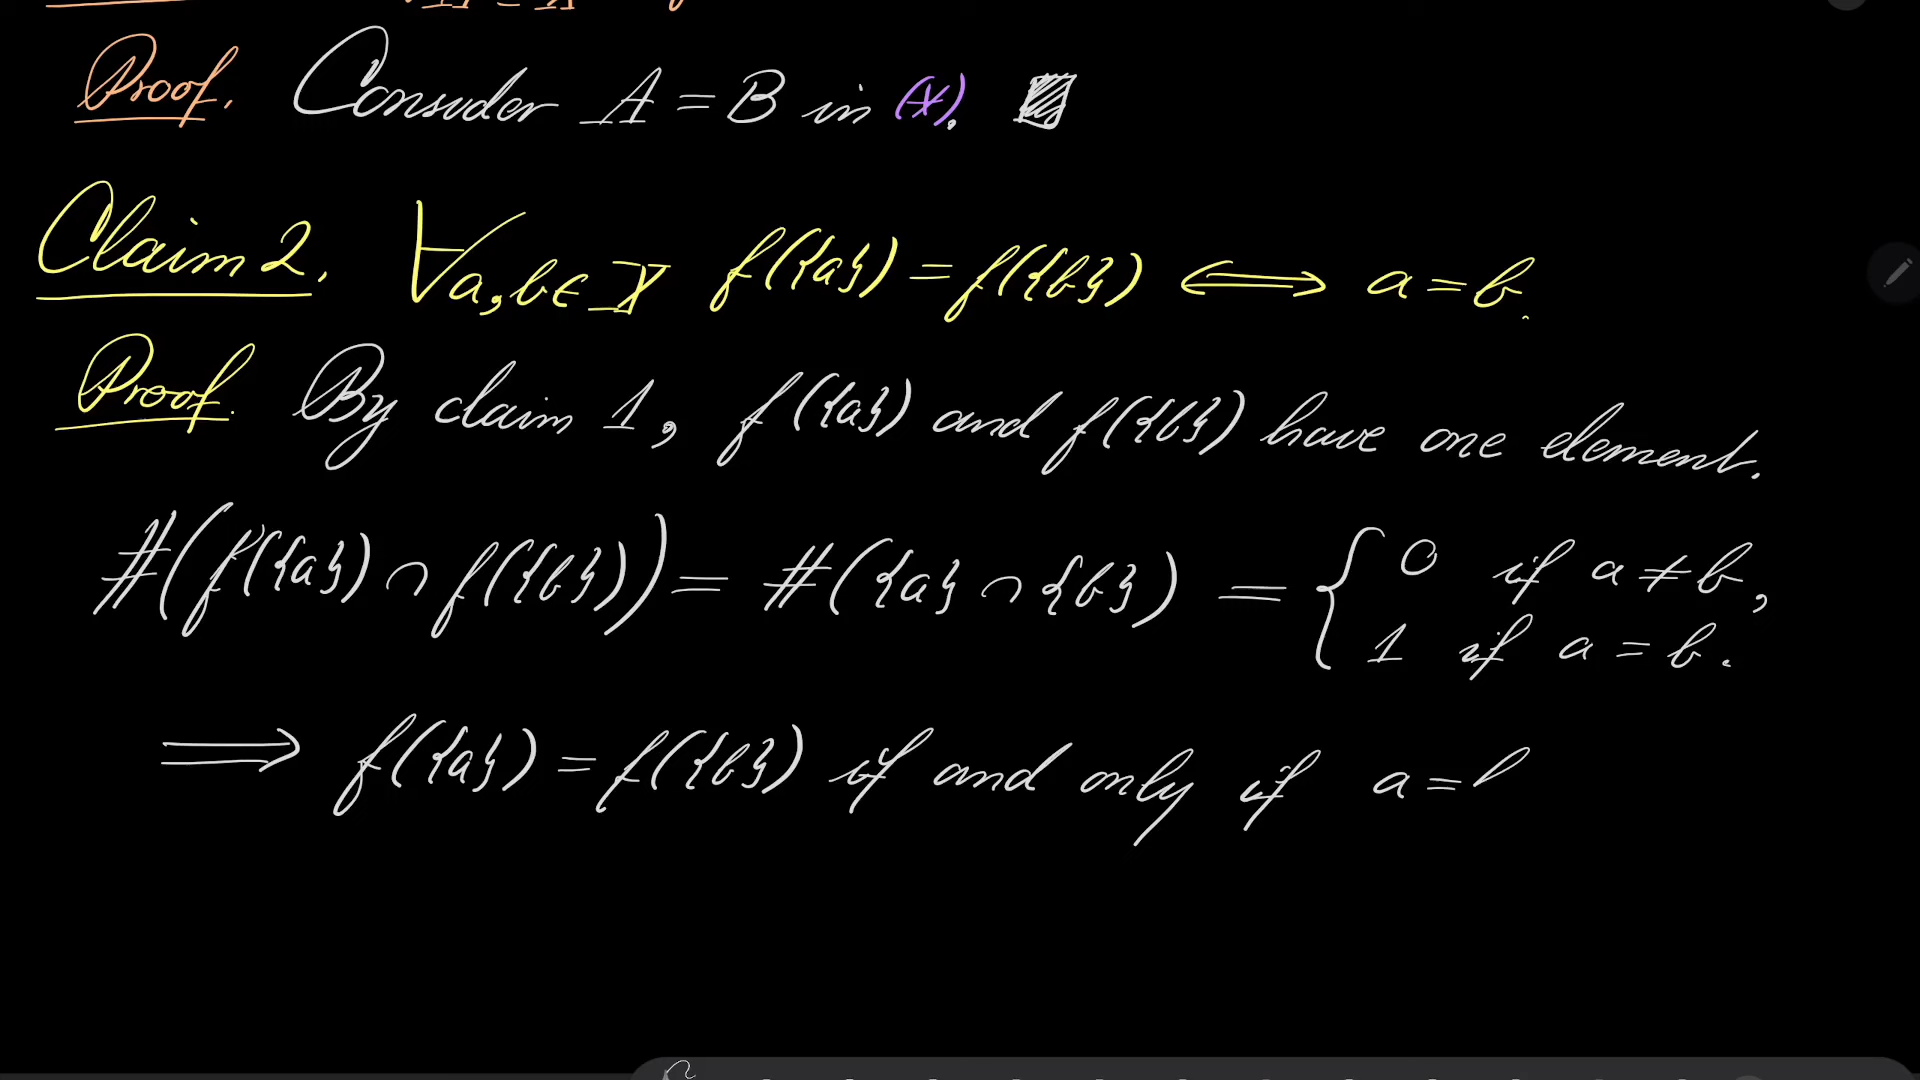 Proof. Consider A = B in (*).
Claim 2. ∀a,b∈X f({a}) = f({b}) ⟺ a = b.
Proof. By claim 1, f({a}) and f({b}) have one element.
#(f({a}) ∩ f({b})) = #({a} ∩ {b}) = { 0 if a ≠ b,
1 if a = b.
⟹ f({a}) = f({b}) if and only if a =